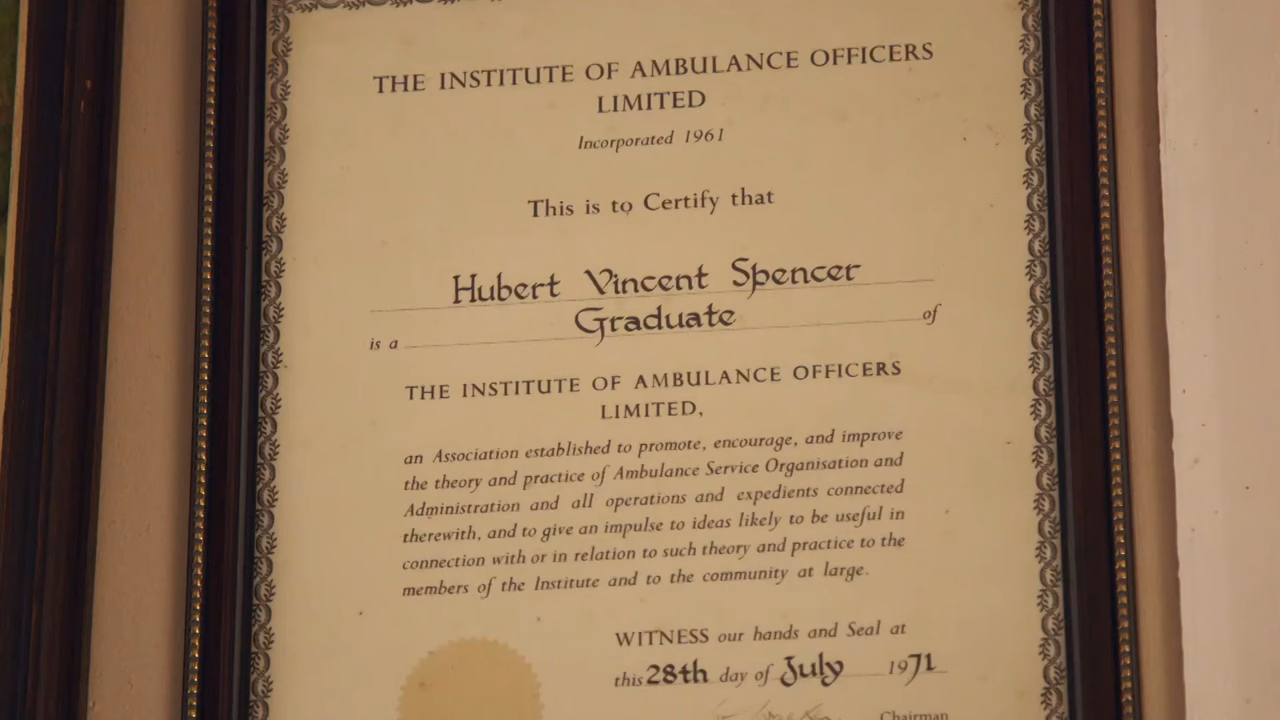 THE INSTITUTE OF AMBULANCE OFFICERS
LIMITED
Incorporated 1961
This is to Certify that
Hubert Vincent Spencer
is a Graduate of
THE INSTITUTE OF AMBULANCE OFFICERS
LIMITED,
an Association established to promote, encourage, and improve
the theory and practice of Ambulance Service Organisation and
Administration and all operations and expedients connected
therewith, and to give an impulse to ideas likely to be useful in
connection with or in relation to such theory and practice to the
members of the Institute and to the community at large.
WITNESS our hands and Seal at
this 28th day of July 1971
Chairman